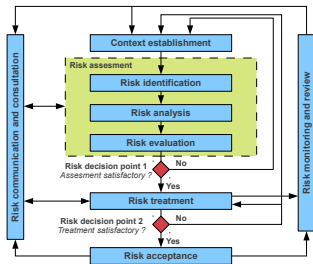 Context establishment
Risk assesment
Risk identification
Risk analysis
Risk evaluation
Risk decision point 1
Assesment satisfactory ?
No
Yes
Risk treatment
Risk decision point 2
Treatment satisfactory ?
No
Yes
Risk acceptance
Risk communication and consultation
Risk monitoring and review